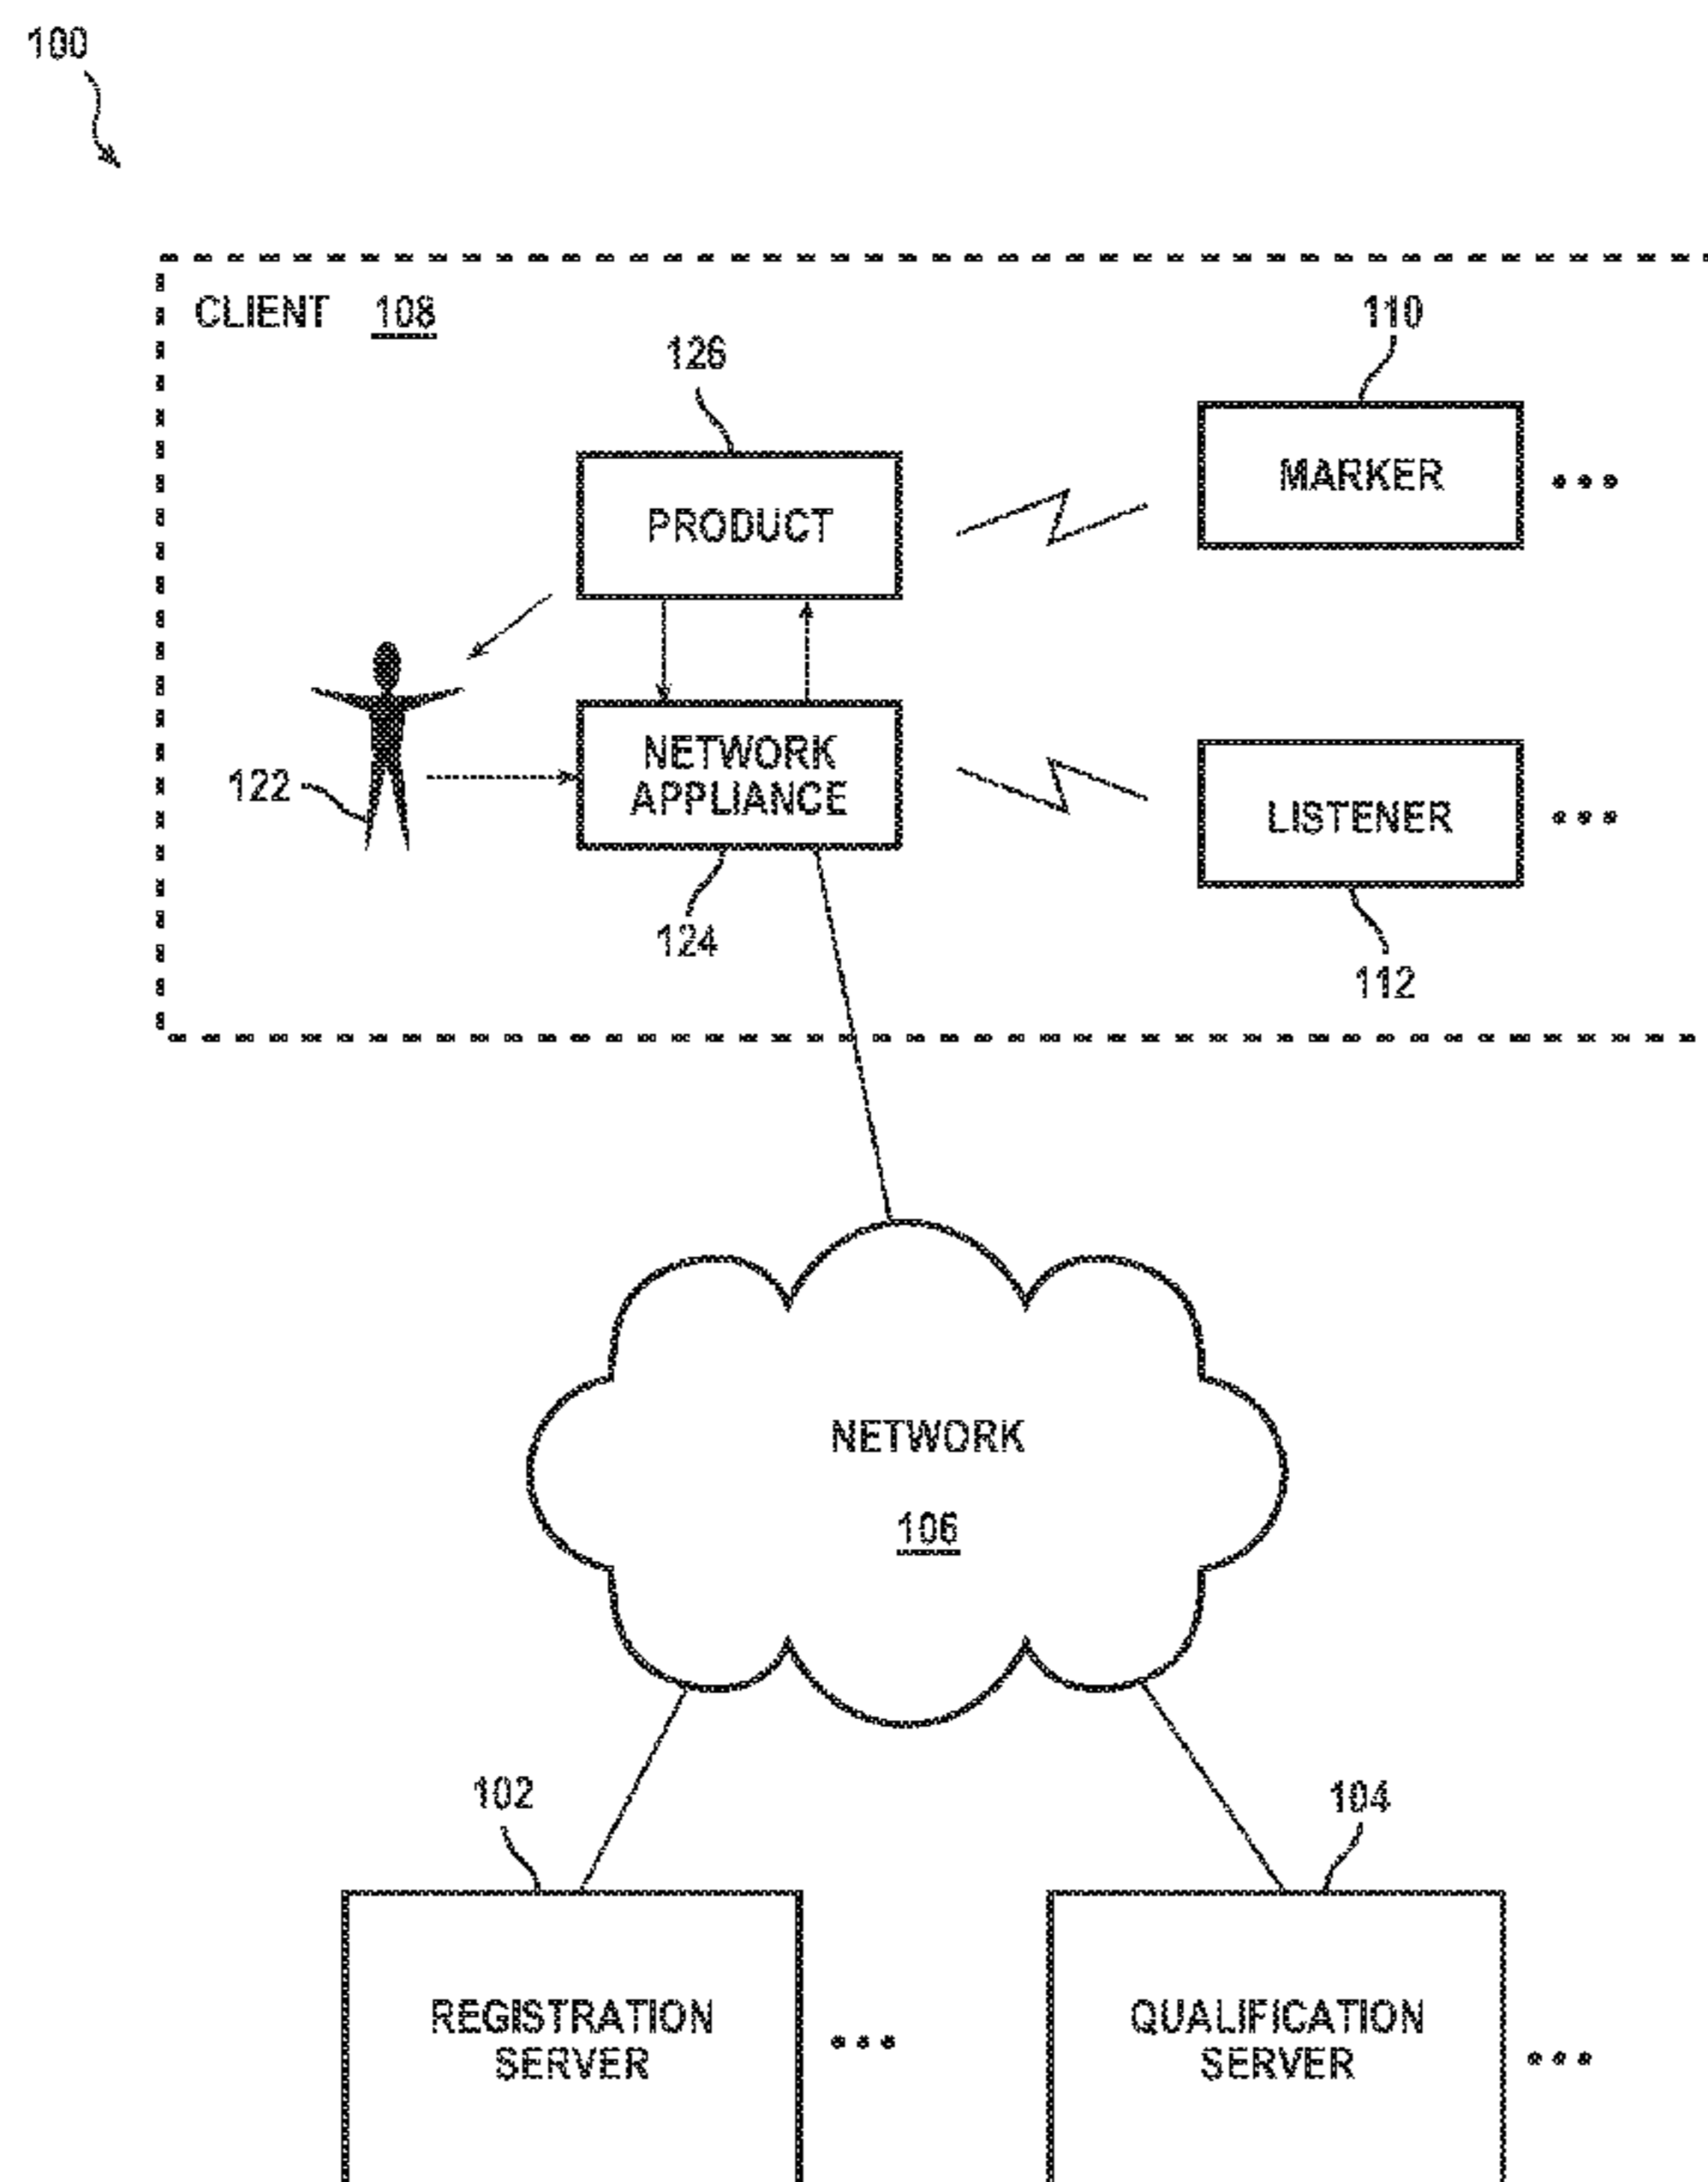 100
CLIENT 108
110
126
MARKER
PRODUCT
NETWORK
APPLIANCE
122
LISTENER
124
112
NETWORK
106
102
104
REGISTRATION
SERVER
QUALIFICATION
SERVER